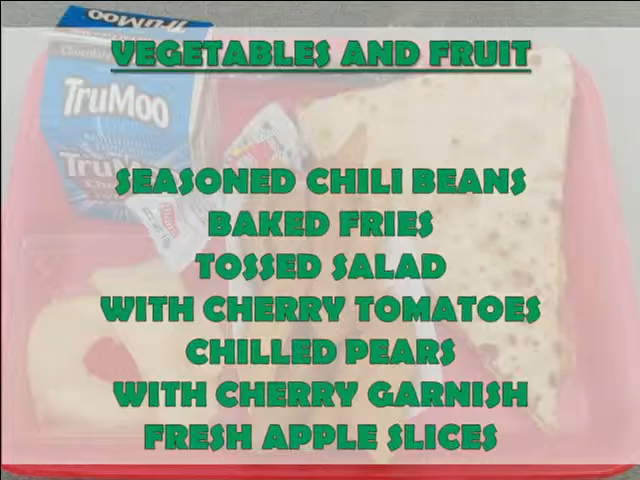 TruMoo
VEGETABLES AND FRUIT
TruMoo
SEASONED CHILI BEANS
BAKED FRIES
TOSSED SALAD
WITH CHERRY TOMATOES
CHILLED PEARS
WITH CHERRY GARNISH
FRESH APPLE SLICES